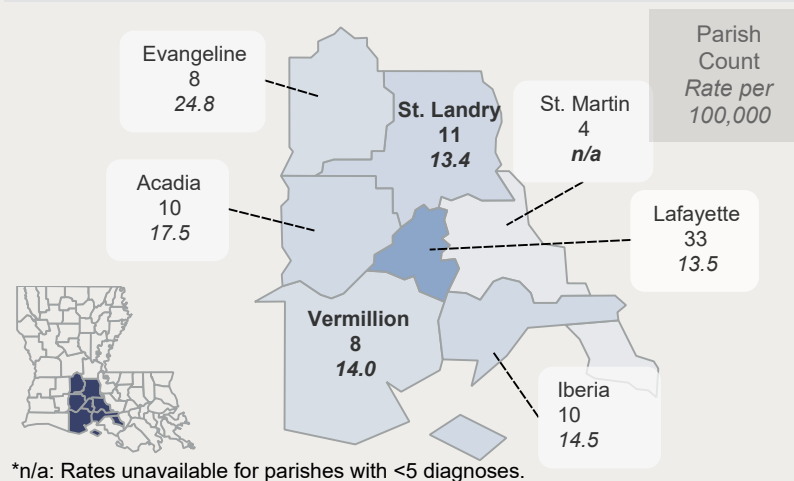 Parish
Count
Rate per
100,000
Evangeline
8
24.8
St. Landry
11
13.4
St. Martin
4
n/a
Acadia
10
17.5
Lafayette
33
13.5
Vermillion
8
14.0
Iberia
10
14.5
*n/a: Rates unavailable for parishes with <5 diagnoses.